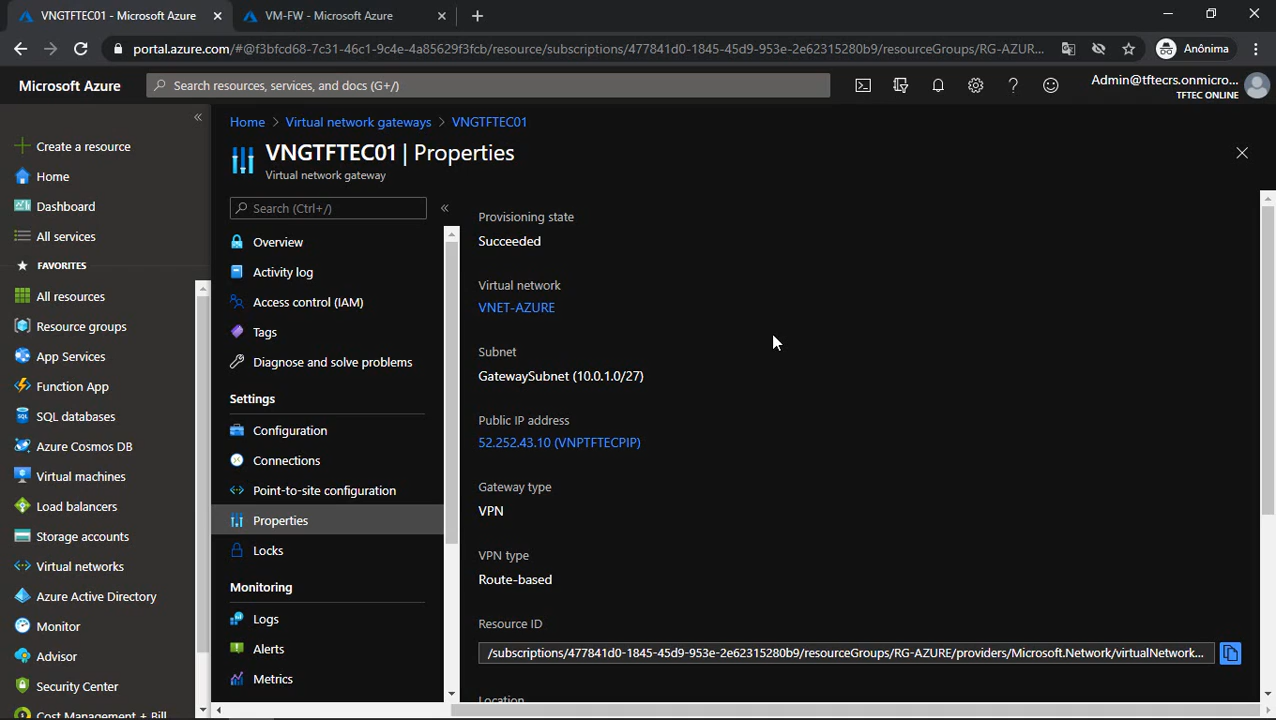 VNGTFTEC01 - Microsoft Azure
VM-FW - Microsoft Azure
portal.azure.com/#@f3bfcd68-7c31-46c1-9c4e-4a85629f3fcb/resource/subscriptions/477841d0-1845-45d9-953e-2e62315280b9/resourceGroups/RG-AZUR...
Anônima
Microsoft Azure
Search resources, services, and docs (G+/)
Admin@tftecrs.onmicro...
TFTEC ONLINE
Create a resource
Home
Dashboard
All services
FAVORITES
All resources
Resource groups
App Services
Function App
SQL databases
Azure Cosmos DB
Virtual machines
Load balancers
Storage accounts
Virtual networks
Azure Active Directory
Monitor
Advisor
Security Center
Cost Management + Bill
Home > Virtual network gateways > VNGTFTEC01
VNGTFTEC01 | Properties
Virtual network gateway
Search (Ctrl+/)
Overview
Activity log
Access control (IAM)
Tags
Diagnose and solve problems
Settings
Configuration
Connections
Point-to-site configuration
Properties
Locks
Monitoring
Logs
Alerts
Metrics
Provisioning state
Succeeded
Virtual network
VNET-AZURE
Subnet
GatewaySubnet (10.0.1.0/27)
Public IP address
52.252.43.10 (VNPTFTECPIP)
Gateway type
VPN
VPN type
Route-based
Resource ID
/subscriptions/477841d0-1845-45d9-953e-2e62315280b9/resourceGroups/RG-AZURE/providers/Microsoft.Network/virtualNetwork...
Location